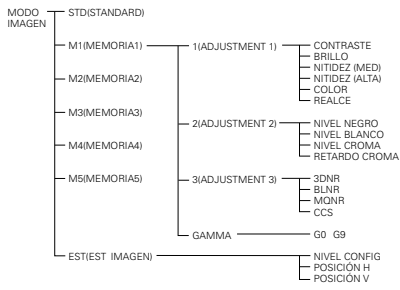 MODO IMAGEN
STD(STANDARD)
M1(MEMORIA1)
1(ADJUSTMENT 1)
CONTRASTE
BRILLO
NITIDEZ (MED)
NITIDEZ (ALTA)
COLOR
REALCE
M2(MEMORIA2)
M3(MEMORIA3)
2(ADJUSTMENT 2)
NIVEL NEGRO
NIVEL BLANCO
NIVEL CROMA
RETARDO CROMA
M4(MEMORIA4)
M5(MEMORIA5)
3(ADJUSTMENT 3)
3DNR
BLNR
MQNR
CCS
GAMMA
G0 G9
EST(EST IMAGEN)
NIVEL CONFIG
POSICIÓN H
POSICIÓN V